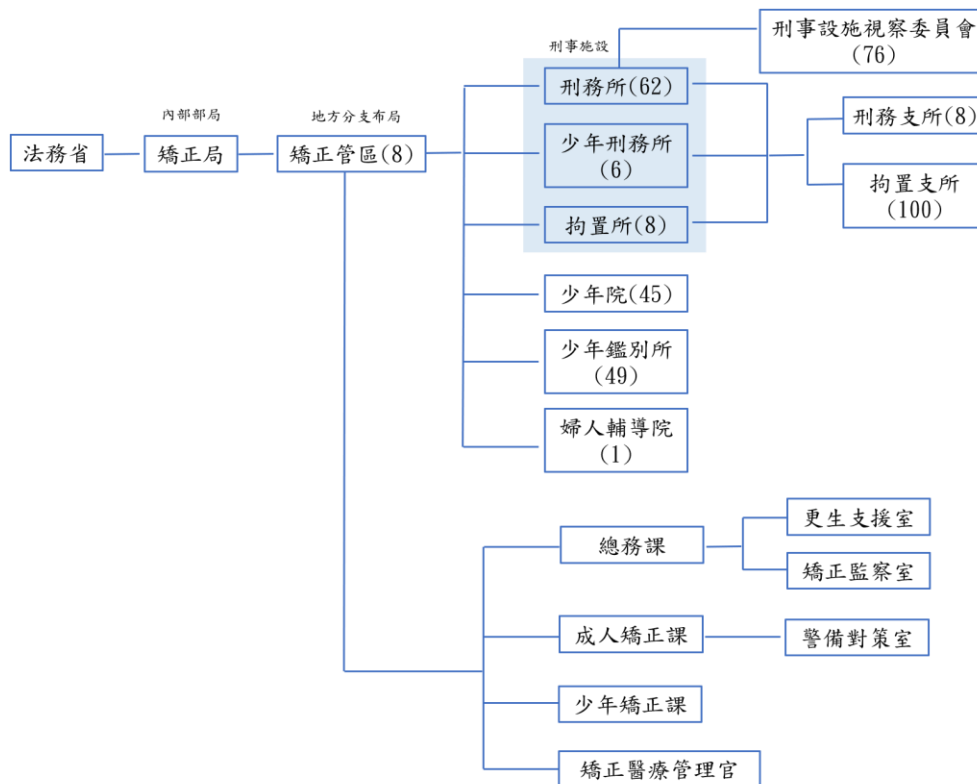 刑事設施視察委員會
(76)
刑事施設
刑務所(62)
刑務支所(8)
內部部局
地方分支布局
法務省
矯正局
矯正管區(8)
少年刑務所
(6)
拘置支所
(100)
拘置所(8)
少年院(45)
少年鑑別所
(49)
婦人輔導院
(1)
更生支援室
總務課
矯正監察室
成人矯正課
警備對策室
少年矯正課
矯正醫療管理官